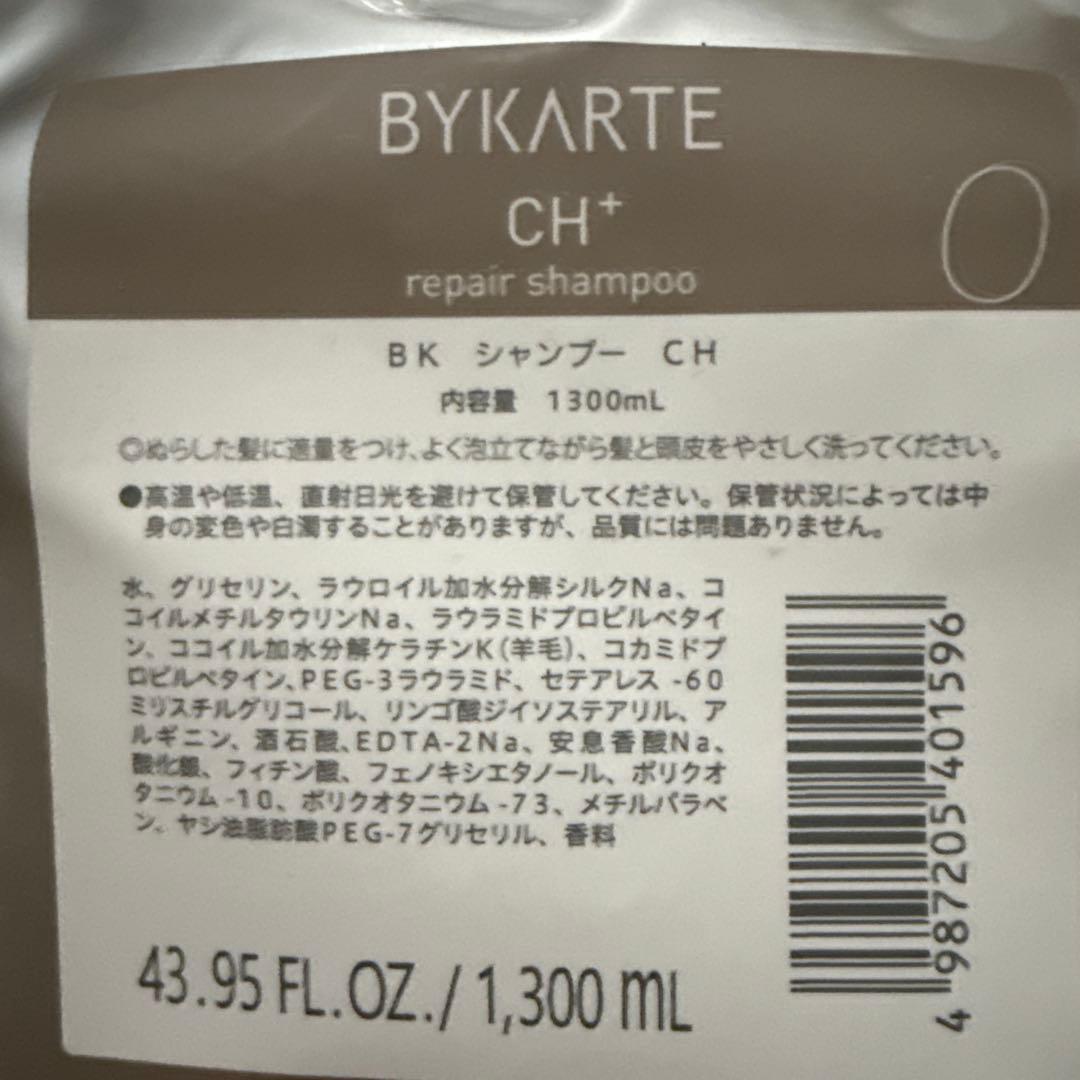 BYKARTE
CH+
repair shampoo
BK シャンプー CH
内容量 1300mL
◎ぬらした髪に適量をつけ、よく泡立てながら髪と頭皮をやさしく洗ってください。
●高温や低温、直射日光を避けて保管してください。保管状況によっては中
身の変色や白濁することがありますが、品質には問題ありません。
水、グリセリン、ラウロイル加水分解シルクNa、コ
コイルメチルタウリンNa、ラウラミドプロピルベタイ
ン、ココイル加水分解ケラチンK(羊毛)、コカミドプ
ロピルベタイン、PEG-3ラウラミド、セテアレス-60
ミリスチルグリコール、リンゴ酸ジイソステアリル、ア
ルギニン、酒石酸、EDTA-2Na、安息香酸Na、
酸化銀、フィチン酸、フェノキシエタノール、ポリクオ
タニウム-10、ポリクオタニウム-73、メチルパラベ
ン、ヤシ油脂肪酸PEG-7グリセリル、香料
43.95 FL.OZ./1,300 mL
4 987205 401596